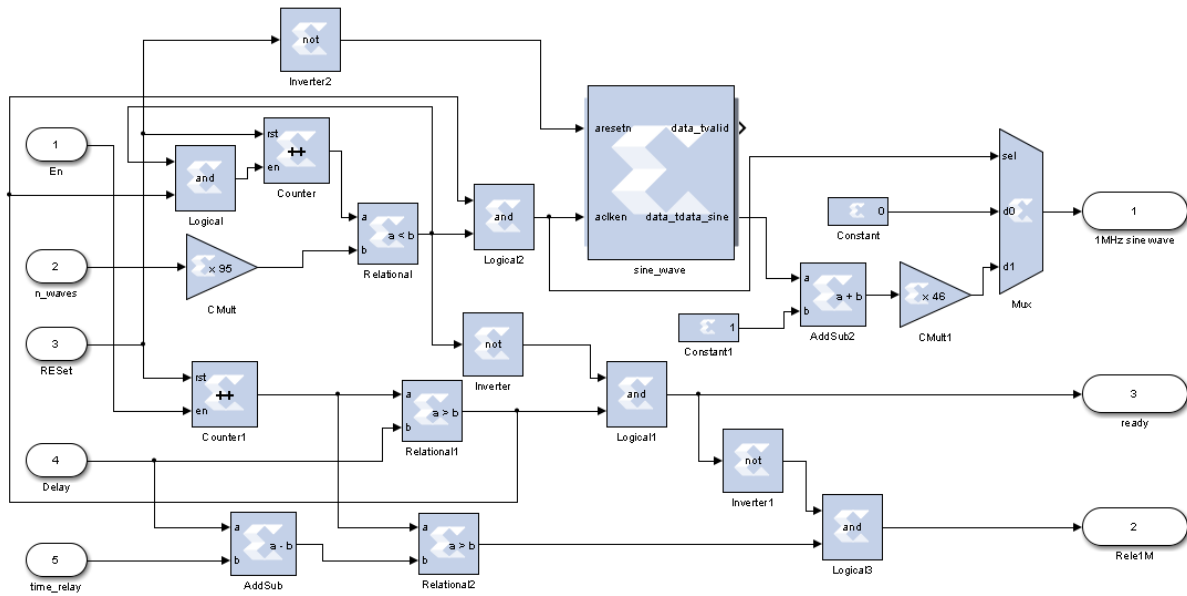 not
Inverter2
1
En
rst
++
en
Counter
and
Logical
aresetn
data_tvalid
aclken
data_tdata_sine
sine_wave
and
Logical2
a
a < b
b
Relational
2
n_waves
x 95
CMult
sel
d0
d1
Mux
0
Constant
1
1MHz sine wave
a
a + b
b
AddSub2
x 46
CMult1
1
Constant1
3
RESet
not
Inverter
rst
++
en
Counter1
a
a > b
b
Relational1
and
Logical1
3
ready
4
Delay
not
Inverter1
a
a - b
b
AddSub
a
a > b
b
Relational2
and
Logical3
2
Rele1M
5
time_relay